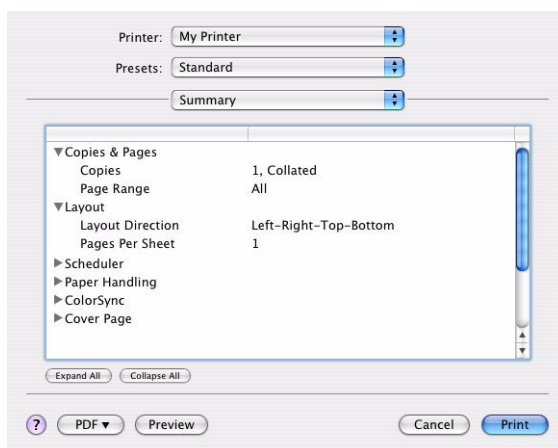 Printer: My Printer
Presets: Standard
Summary
Copies & Pages
Copies 1, Collated
Page Range All
Layout
Layout Direction Left-Right-Top-Bottom
Pages Per Sheet 1
Scheduler
Paper Handling
ColorSync
Cover Page
Expand All Collapse All
? PDF Preview Cancel Print